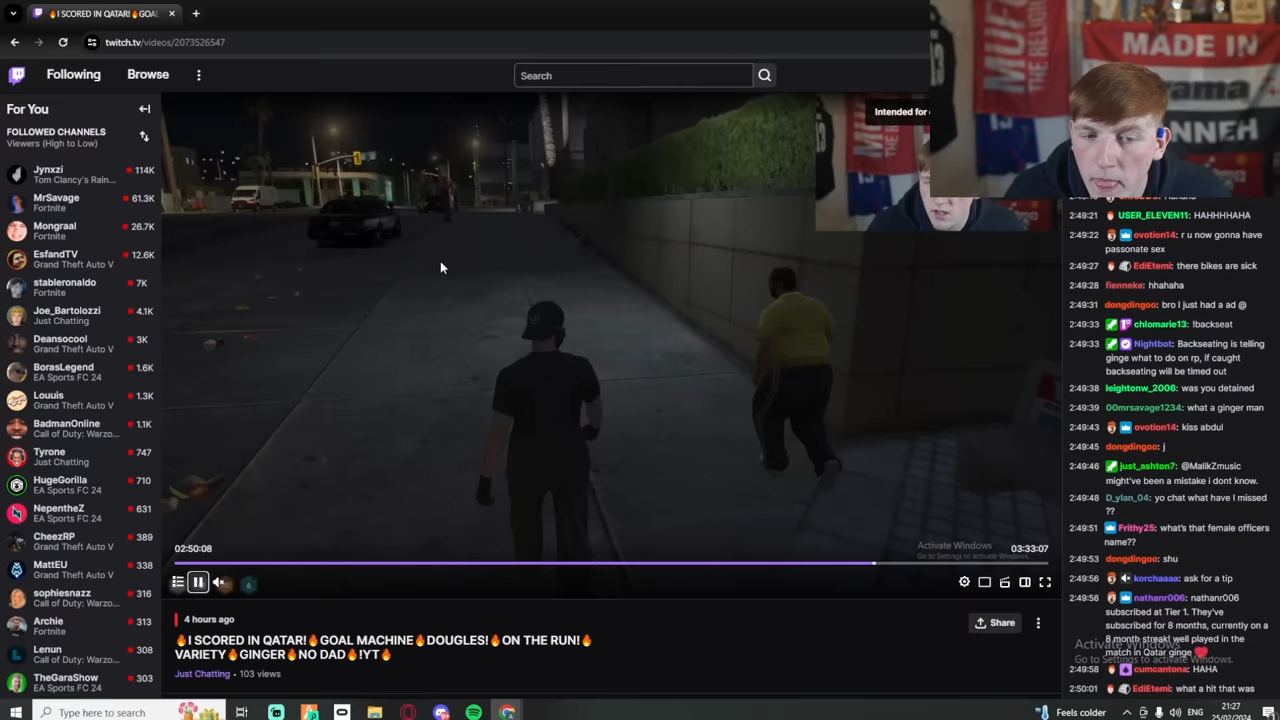 🔥I SCORED IN QATAR!🔥GOAL
twitch.tv/videos/2073526547
Following
Browse
Search
For You
FOLLOWED CHANNELS
Viewers (High to Low)
Jynxzi 114K
Tom Clancy's Rain...
MrSavage 61.3K
Fortnite
Mongraal 26.7K
Fortnite
EsfandTV 12.6K
Grand Theft Auto V
stableronaldo 7K
Fortnite
Joe_Bartolozzi 4.1K
Just Chatting
Deansocool 3K
Grand Theft Auto V
BorasLegend 1.6K
EA Sports FC 24
Louuis 1.3K
Grand Theft Auto V
BadmanOnline 1.1K
Call of Duty: Warzo...
Tyrone 747
Just Chatting
HugeGorilla 710
EA Sports FC 24
NepentheZ 631
EA Sports FC 24
CheezRP 389
Grand Theft Auto V
MattEU 338
Call of Duty: Warzo...
sophiesnazz 316
Call of Duty: Warzo...
Archie 313
Fortnite
Lenun 308
Call of Duty: Warzo...
TheGaraShow 303
EA Sports FC 24
Intended for
MUFC
THE RELIGION
MADE IN
02:50:08
03:33:07
Activate Windows
Go to Settings to activate Windows.
4 hours ago
Share
🔥I SCORED IN QATAR!🔥GOAL MACHINE🔥DOUGLES!🔥ON THE RUN!🔥
VARIETY🔥GINGER🔥NO DAD🔥!YT🔥
Just Chatting • 103 views
2:49:21 USER_ELEVEN11: HAHHHHAHA
2:49:22 ovotion14: r u now gonna have
passonate sex
2:49:27 EdiEtemi: there bikes are sick
2:49:28 fienneke: hhahaha
2:49:31 dongdingoo: bro I just had a ad @
2:49:33 chlomarie13: !backseat
2:49:33 Nightbot: Backseating is telling
ginge what to do on rp, if caught
backseating will be timed out
2:49:38 leightonw_2006: was you detained
2:49:39 00mrsavage1234: what a ginger man
2:49:43 ovotion14: kiss abdul
2:49:45 dongdingoo: j
2:49:46 just_ashton7: @MalikZmusic
might've been a mistake i dont know.
2:49:48 D_ylan_04: yo chat what have I missed
??
2:49:51 Frithy25: what's that female officers
name??
2:49:53 dongdingoo: shu
2:49:56 korchaaaa: ask for a tip
2:49:56 nathanr006: nathanr006
subscribed at Tier 1. They've
subscribed for 8 months, currently on a
8 month streak! well played in the
match in Qatar ginge ❤️
2:49:58 cumcantona: HAHA
2:50:01 EdiEtemi: what a hit that was
Activate Windows
Go to Settings to activate Windows.
Type here to search
Feels colder
ENG
21:27
25/02/2024